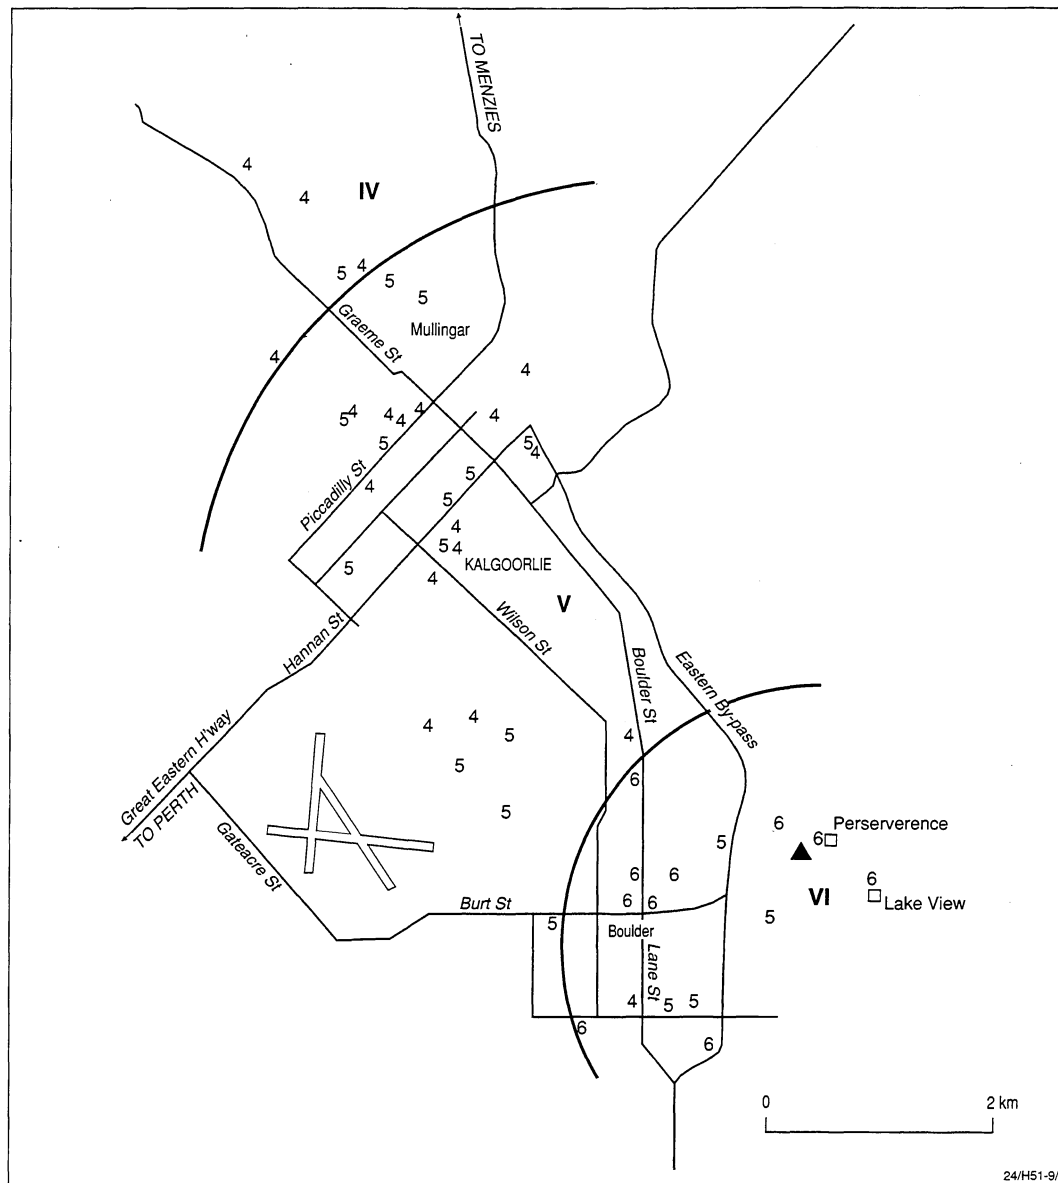 TO MENZIES
4
4
IV
5 4 5
5
Mullingar
Graeme St
4
4
5 4 4 4 4
4
5
5 4
Piccadilly St
4
5
5
4
5 4
KALGOORLIE
5
4
V
Wilson St
Hannan St
Boulder St
Eastern By-pass
4 4 5
4
5
6
Great Eastern H'way
TO PERTH
Gateacre St
5
5
6
6 Perserverence
6 6
6
VI
Lake View
Burt St
6 6
5
5
Boulder
Lane St
4 5 5
6
6
0 2 km
24/H51-9/